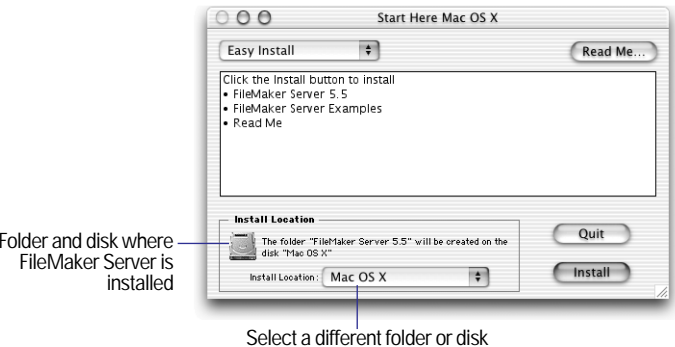 Start Here Mac OS X
Easy Install
Read Me...
Click the Install button to install
• FileMaker Server 5.5
• FileMaker Server Examples
• Read Me
Install Location
The folder "FileMaker Server 5.5" will be created on the
disk "Mac OS X"
Install Location: Mac OS X
Quit
Install
Folder and disk where
FileMaker Server is
installed
Select a different folder or disk